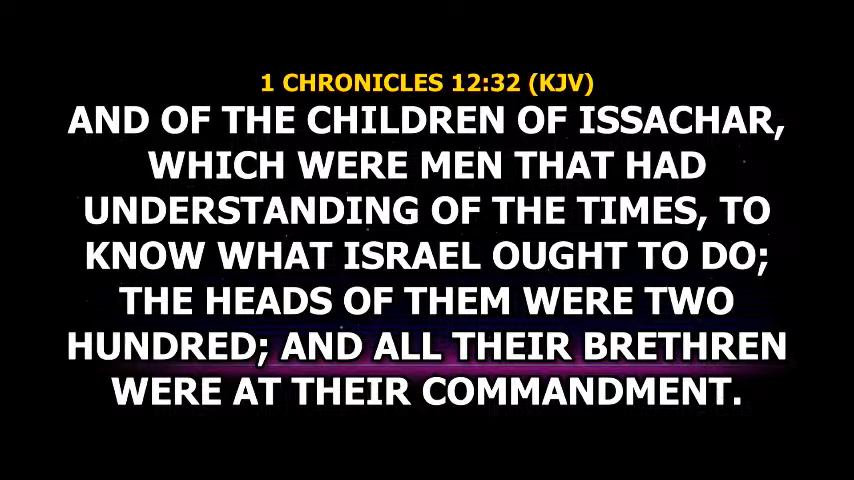 1 CHRONICLES 12:32 (KJV)
AND OF THE CHILDREN OF ISSACHAR,
WHICH WERE MEN THAT HAD
UNDERSTANDING OF THE TIMES, TO
KNOW WHAT ISRAEL OUGHT TO DO;
THE HEADS OF THEM WERE TWO
HUNDRED; AND ALL THEIR BRETHREN
WERE AT THEIR COMMANDMENT.